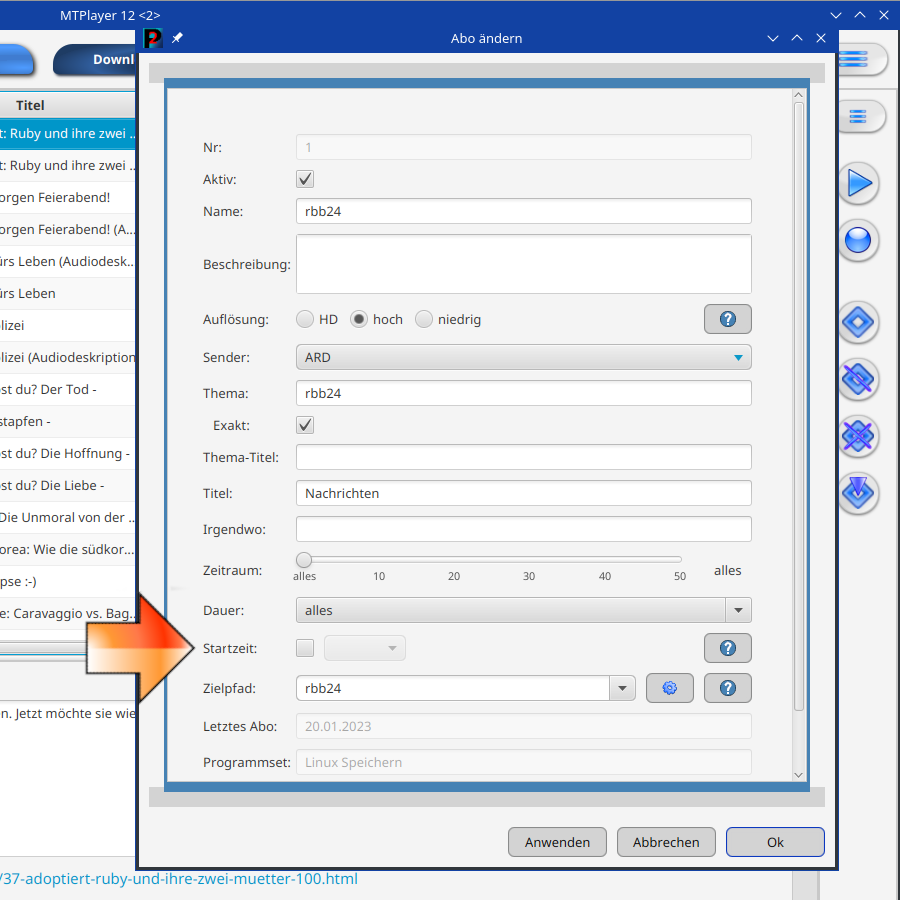 MTPlayer 12 <2>
Abo ändern
Downl
Titel
t: Ruby und ihre zwei ..
t: Ruby und ihre zwei ..
orgen Feierabend!
orgen Feierabend! (A...
irs Leben (Audiodesk...
irs Leben
lizei
lizei (Audiodeskription
st du? Der Tod -
stapfen -
st du? Die Hoffnung -
st du? Die Liebe -
Die Unmoral von der ..
orea: Wie die südkor...
pse :-)
e: Caravaggio vs. Bag.
n. Jetzt möchte sie wie
/37-adoptiert-ruby-und-ihre-zwei-muetter-100.html
Nr: 1
Aktiv:
Name: rbb24
Beschreibung:
Auflösung: HD hoch niedrig ?
Sender: ARD
Thema: rbb24
Exakt:
Thema-Titel:
Titel: Nachrichten
Irgendwo:
Zeitraum: alles 10 20 30 40 50 alles
Dauer: alles
Startzeit: ?
Zielpfad: rbb24 ?
Letztes Abo: 20.01.2023
Programmset: Linux Speichern
Anwenden Abbrechen Ok